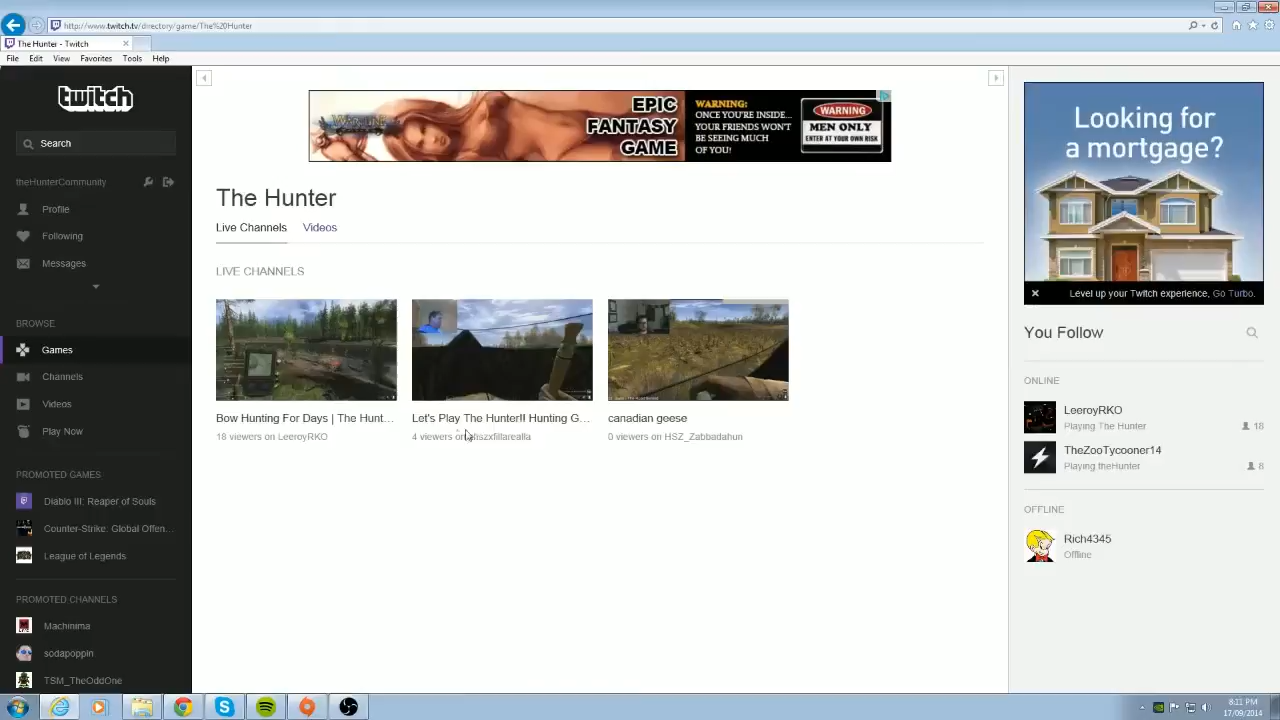 http://www.twitch.tv/directory/game/The%20Hunter
The Hunter - Twitch
File Edit View Favorites Tools Help
twitch
Search
theHunterCommunity
Profile
Following
Messages
BROWSE
Games
Channels
Videos
Play Now
PROMOTED GAMES
Diablo III: Reaper of Souls
Counter-Strike: Global Offen...
League of Legends
PROMOTED CHANNELS
Machinima
sodapoppin
TSM_TheOddOne
EPIC
FANTASY
GAME
WARNING:
ONCE YOU'RE INSIDE...
YOUR FRIENDS WON'T
BE SEEING MUCH
OF YOU!
WARNING
MEN ONLY
ENTER AT YOUR OWN RISK
The Hunter
Live Channels Videos
LIVE CHANNELS
Bow Hunting For Days | The Hunt...
18 viewers on LeeroyRKO
Let's Play The Hunter!! Hunting G...
4 viewers on
canadian geese
0 viewers on HSZ_Zabbadahun
Looking for
a mortgage?
Level up your Twitch experience, Go Turbo.
You Follow
ONLINE
LeeroyRKO
Playing The Hunter 18
TheZooTycooner14
Playing theHunter 8
OFFLINE
Rich4345
Offline
8:21 PM
17/09/2014